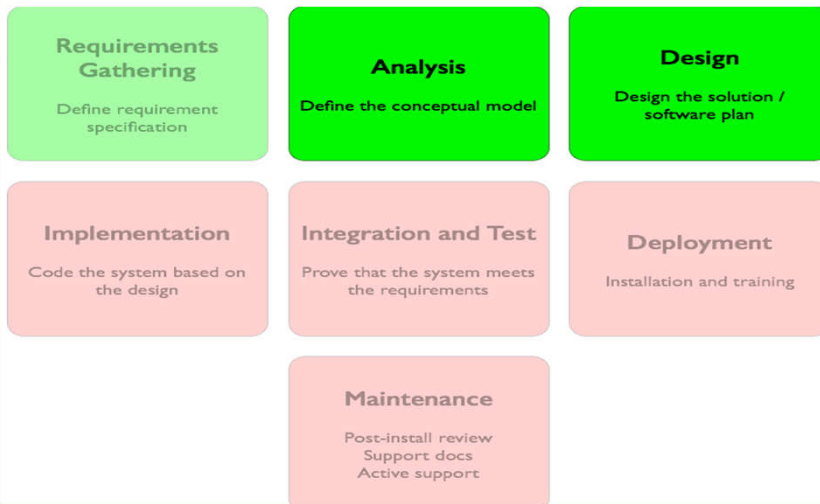 Requirements
Gathering
Define requirement
specification
Analysis
Define the conceptual model
Design
Design the solution /
software plan
Implementation
Code the system based on
the design
Integration and Test
Prove that the system meets
the requirements
Deployment
Installation and training
Maintenance
Post-install review
Support docs
Active support